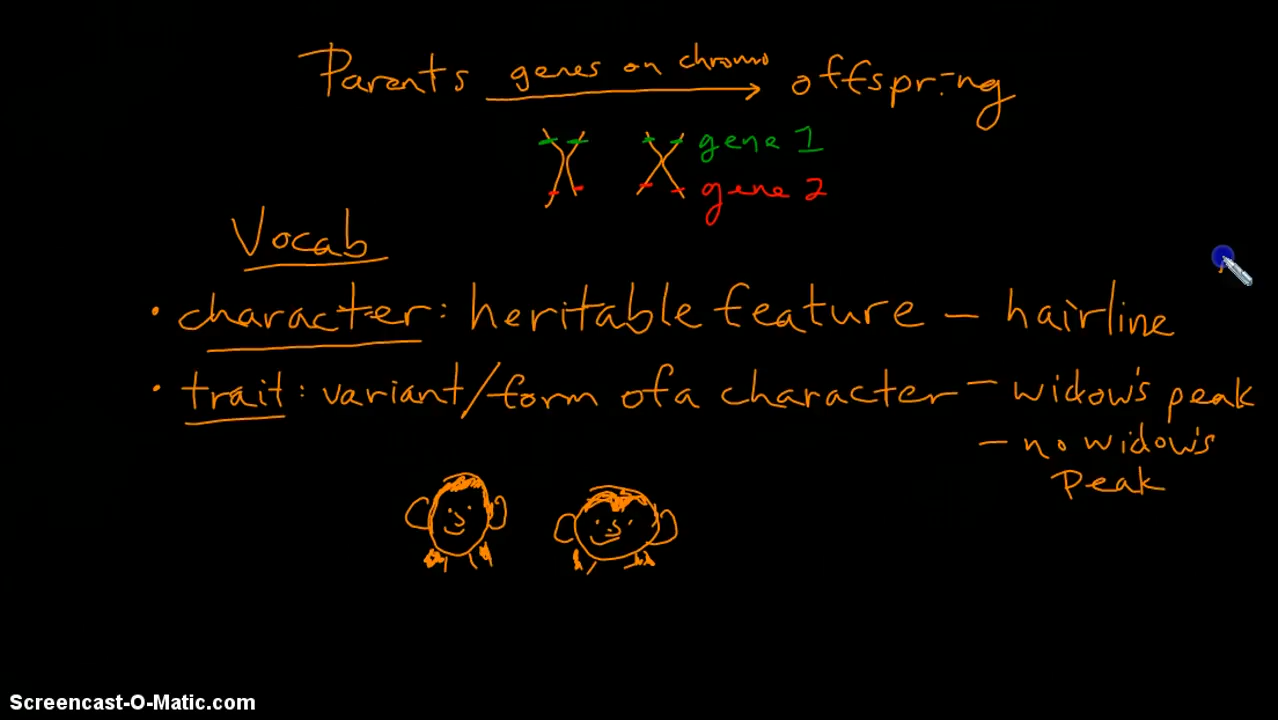 Parents genes on chromo offspring
gene 1
gene 2
Vocab
• character: heritable feature – hairline
• trait: variant/form of a character – widow's peak
– no widow's
peak
Screencast-O-Matic.com